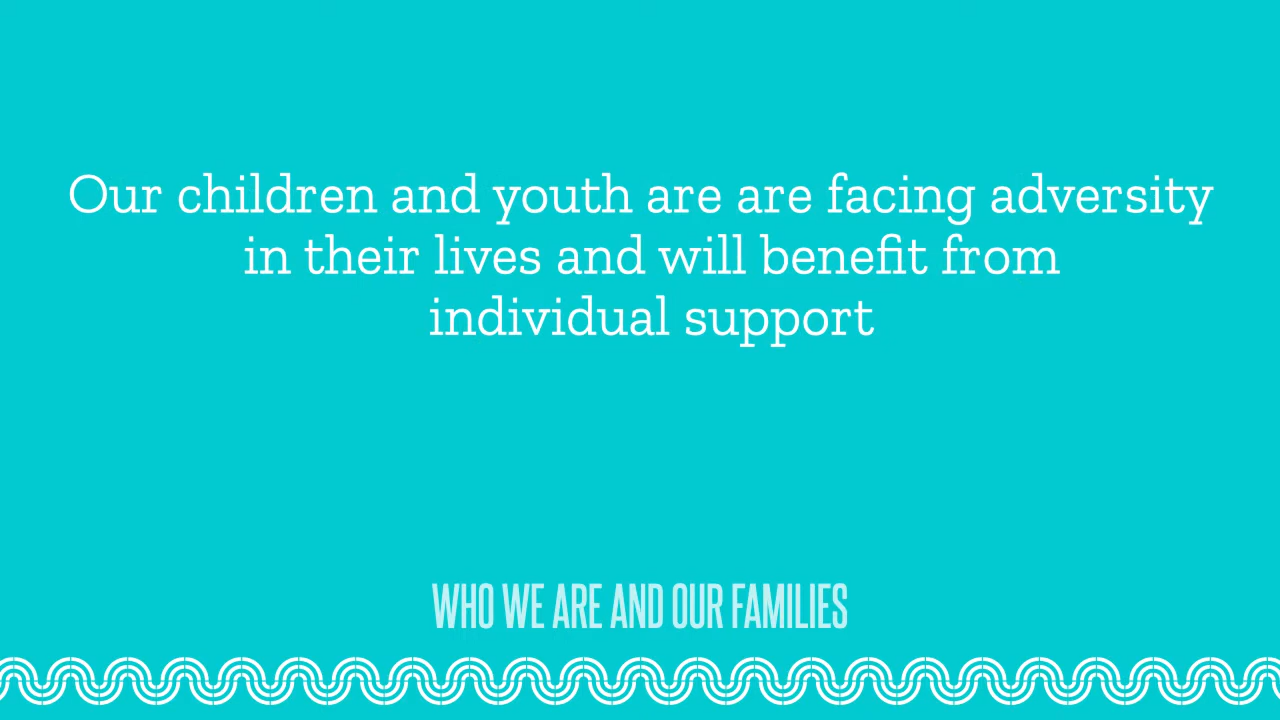 Our children and youth are are facing adversity
in their lives and will benefit from
individual support
WHO WE ARE AND OUR FAMILIES